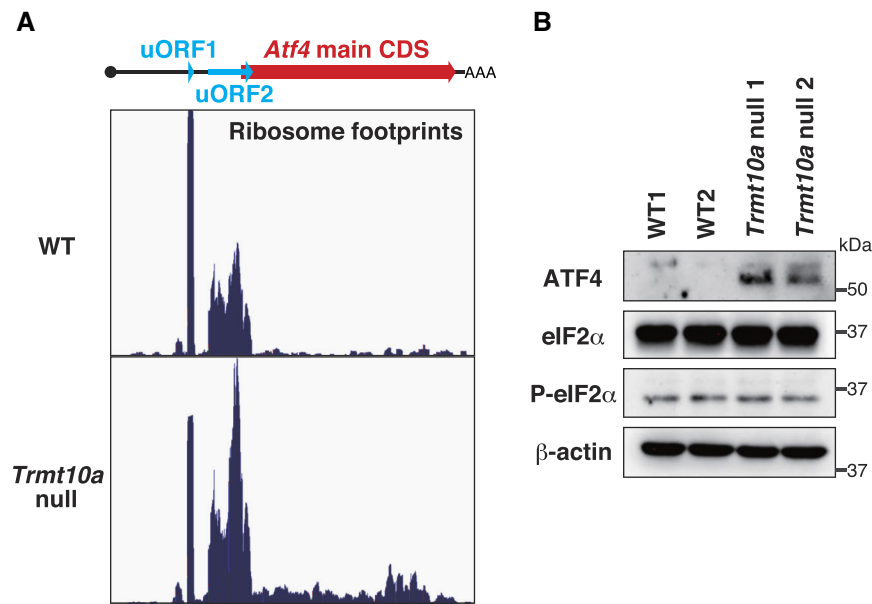 A
uORF1
Atf4 main CDS
AAA
uORF2
Ribosome footprints
WT
Trmt10a
null
B
WT1
WT2
Trmt10a null 1
Trmt10a null 2
kDa
ATF4
50
eIF2α
37
P-eIF2α
37
β-actin
37